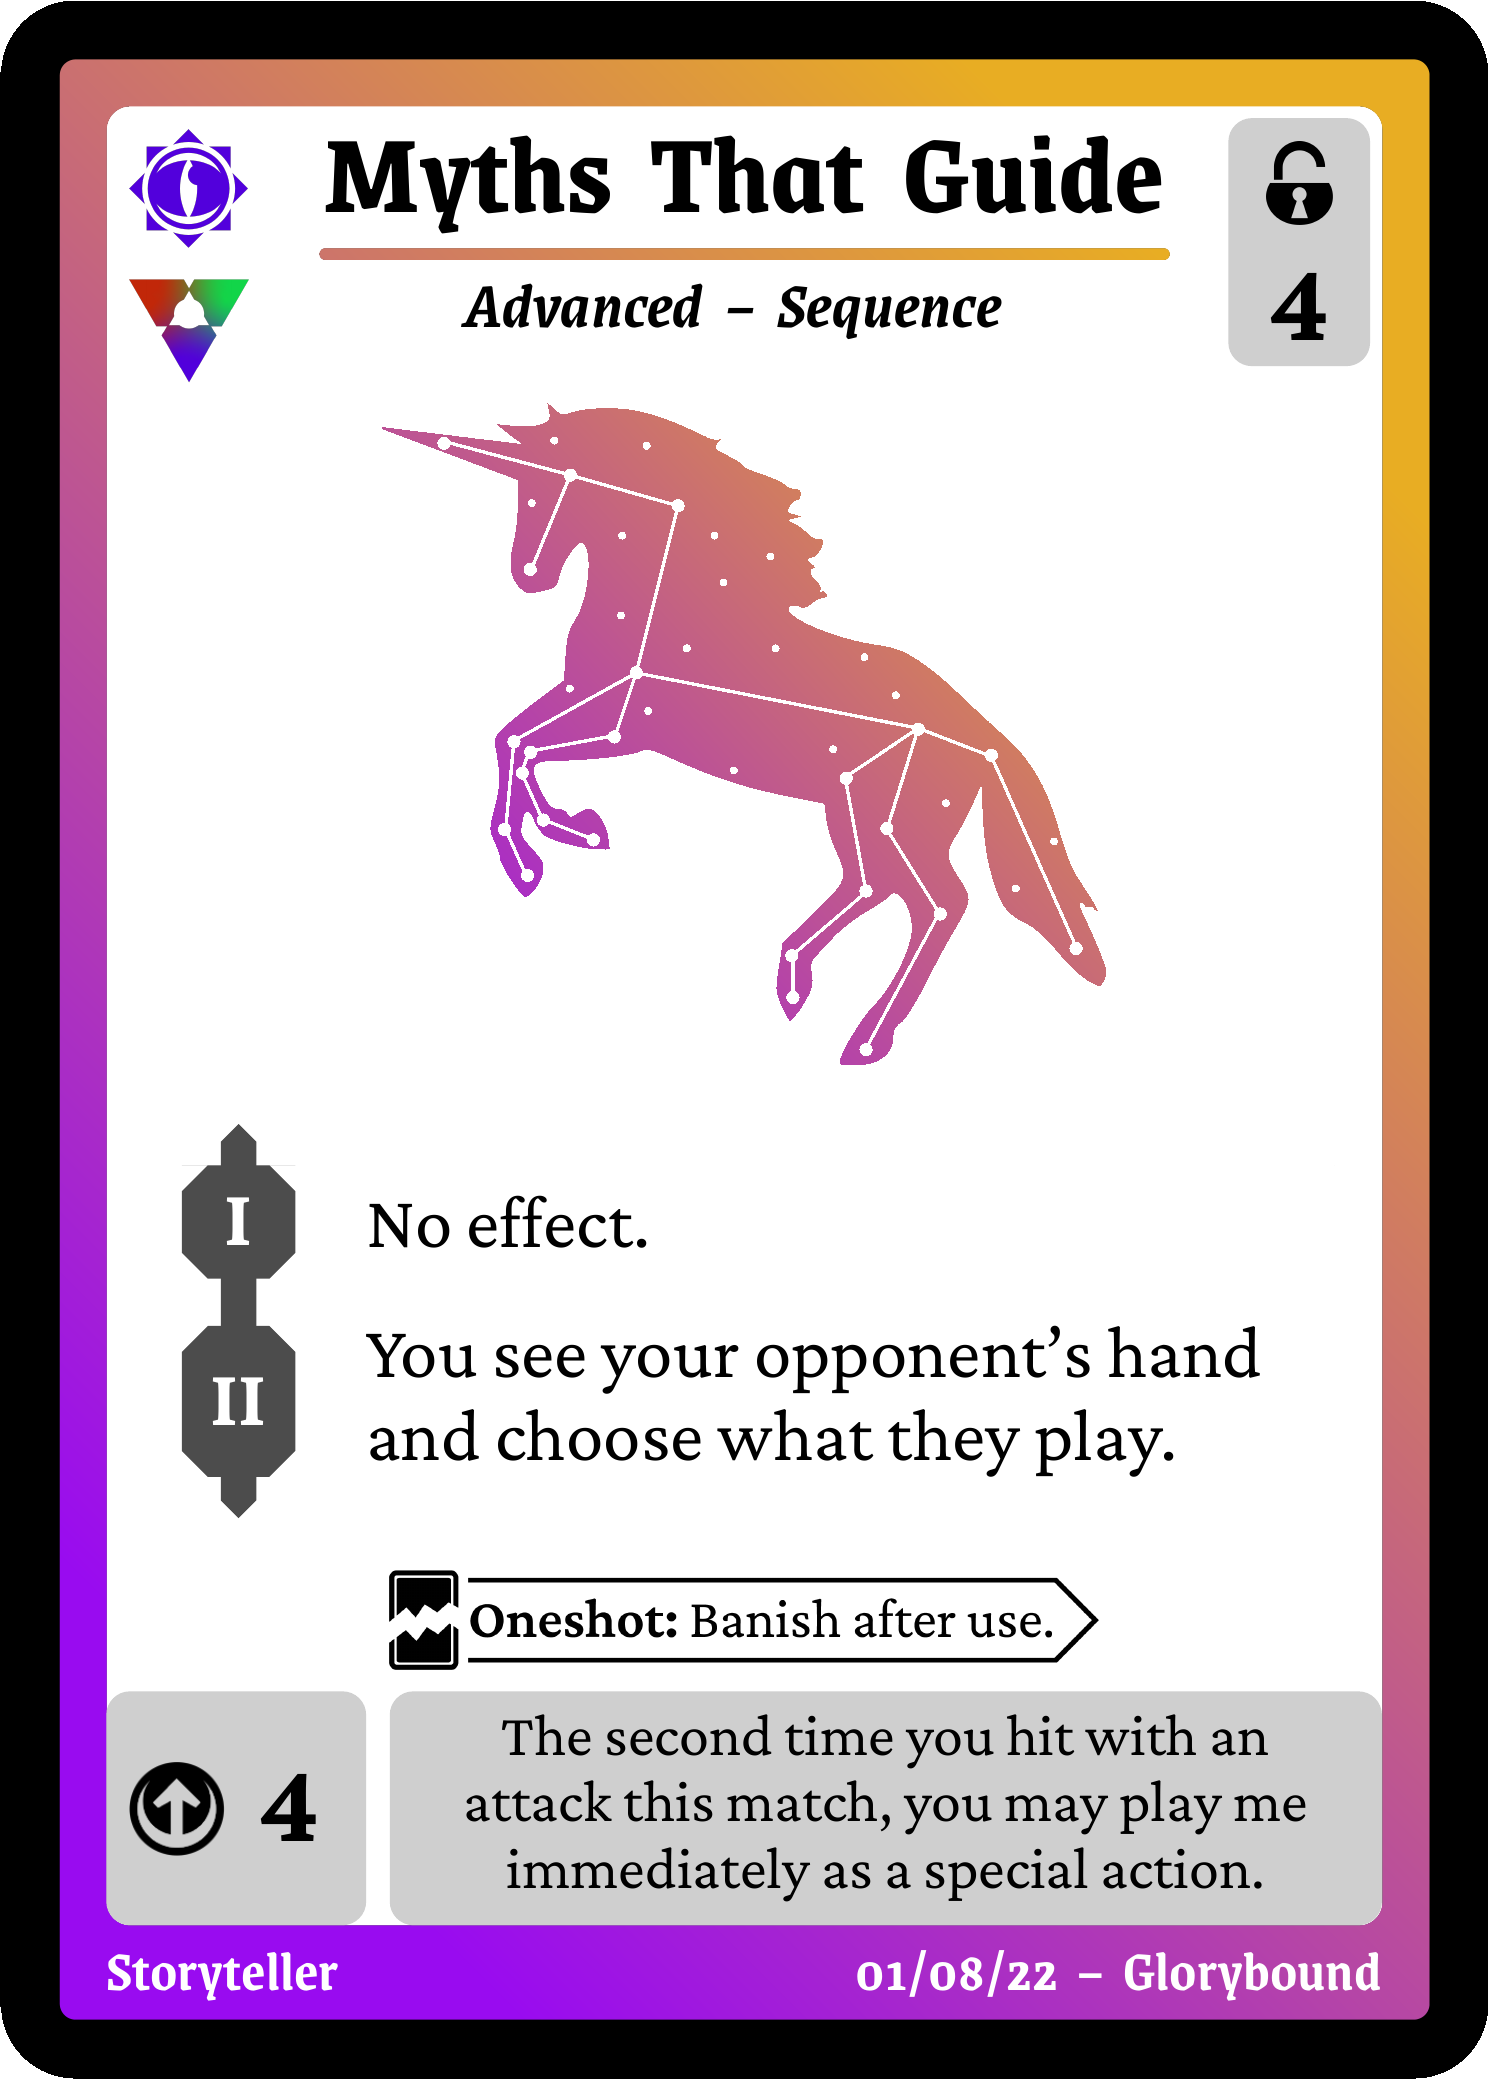 Myths That Guide
Advanced – Sequence
4
I
No effect.
II
You see your opponent’s hand
and choose what they play.
Oneshot: Banish after use.
4
The second time you hit with an
attack this match, you may play me
immediately as a special action.
Storyteller
01/08/22 – Glorybound